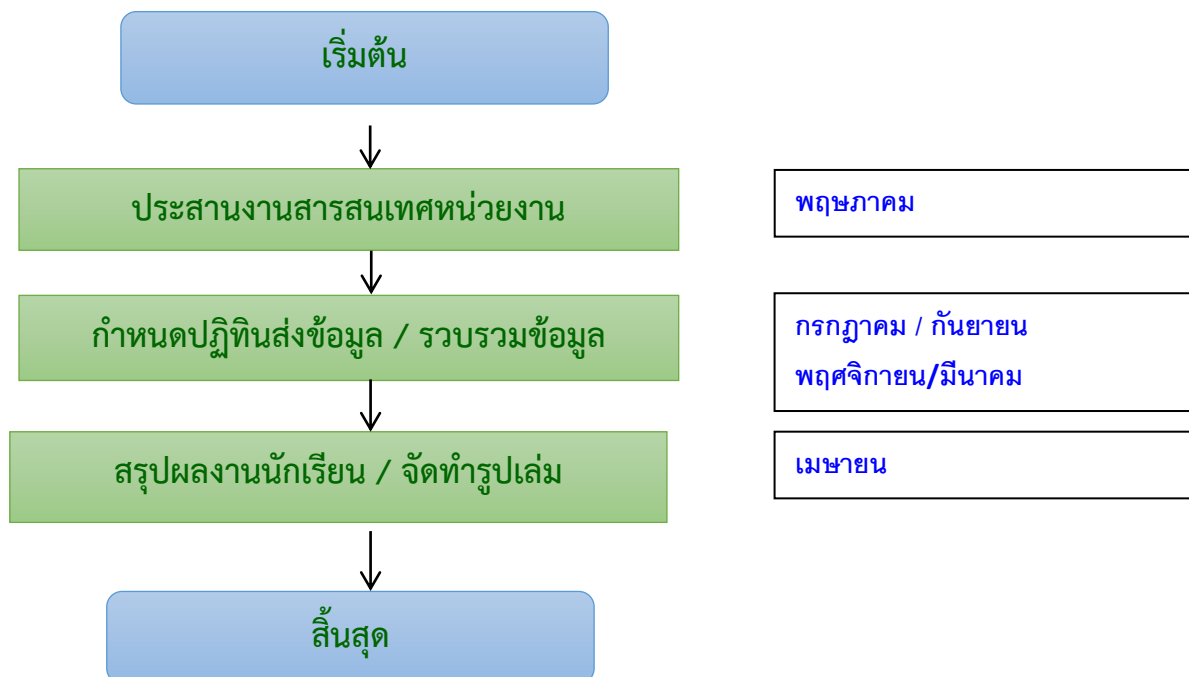 เริ่มต้น
ประสานงานสารสนเทศหน่วยงาน
พฤษภาคม
กำหนดปฏิทินส่งข้อมูล / รวบรวมข้อมูล
กรกฎาคม / กันยายน
พฤศจิกายน/มีนาคม
สรุปผลงานนักเรียน / จัดทำรูปเล่ม
เมษายน
สิ้นสุด